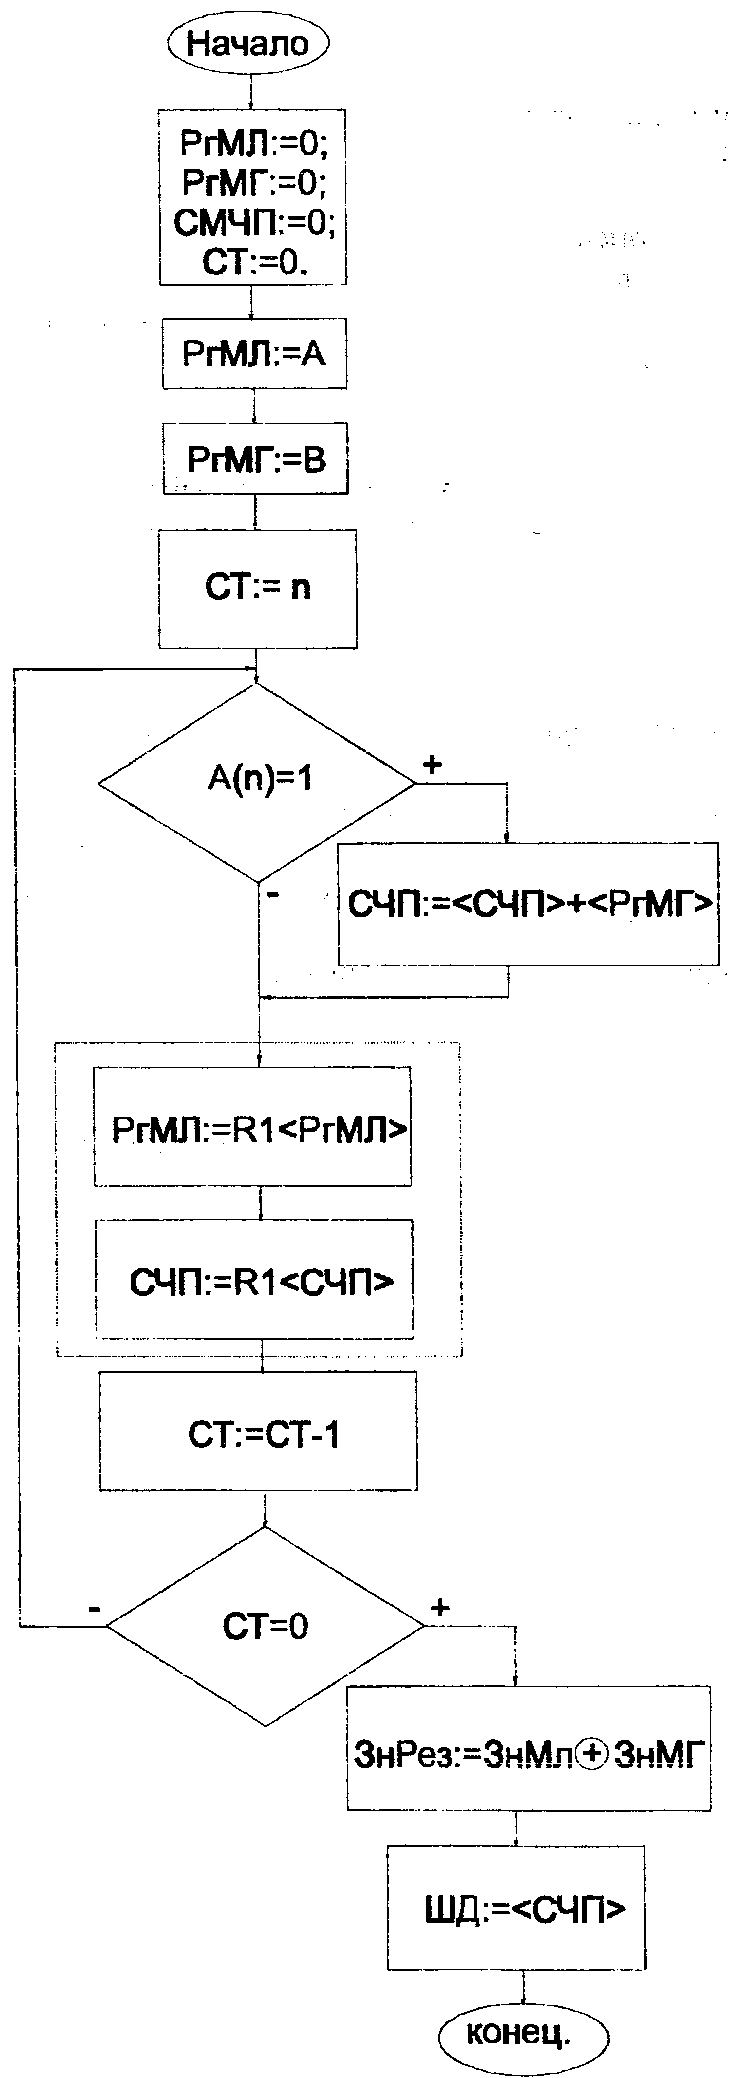 Начало
РгМЛ:=0;
РгМГ:=0;
СМЧП:=0;
СТ:=0.
РгМЛ:=А
РгМГ:=В
СТ:= n
A(n)=1
+
-
СЧП:=<СЧП>+<РгМГ>
РгМЛ:=R1<РгМЛ>
СЧП:=R1<СЧП>
СТ:=СТ-1
СТ=0
-
+
ЗнРез:=ЗнМл⊕ЗнМГ
ШД:=<СЧП>
конец.